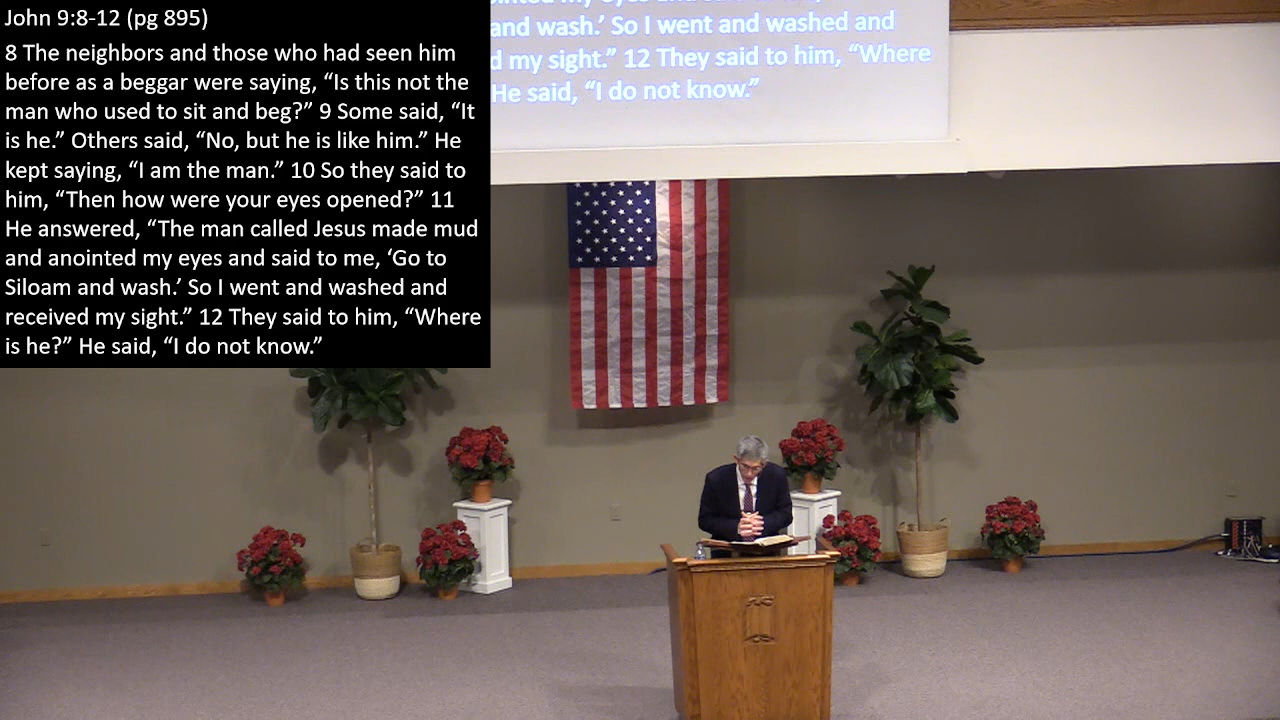 John 9:8-12 (pg 895)
8 The neighbors and those who had seen him
before as a beggar were saying, “Is this not the
man who used to sit and beg?” 9 Some said, “It
is he.” Others said, “No, but he is like him.” He
kept saying, “I am the man.” 10 So they said to
him, “Then how were your eyes opened?” 11
He answered, “The man called Jesus made mud
and anointed my eyes and said to me, ‘Go to
Siloam and wash.’ So I went and washed and
received my sight.” 12 They said to him, “Where
is he?” He said, “I do not know.”
and wash.’ So I went and washed and
d my sight.” 12 They said to him, “Where
He said, “I do not know.”